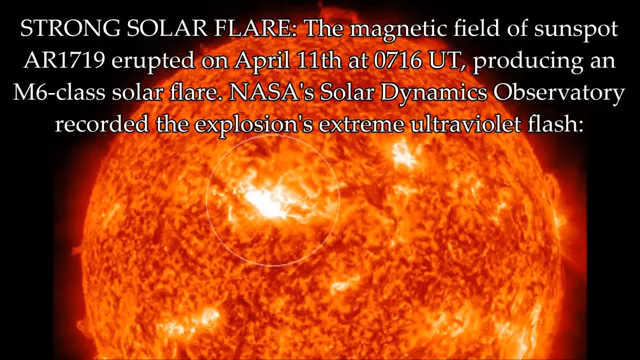 STRONG SOLAR FLARE: The magnetic field of sunspot
AR1719 erupted on April 11th at 0716 UT, producing an
M6-class solar flare. NASA's Solar Dynamics Observatory
recorded the explosion's extreme ultraviolet flash: